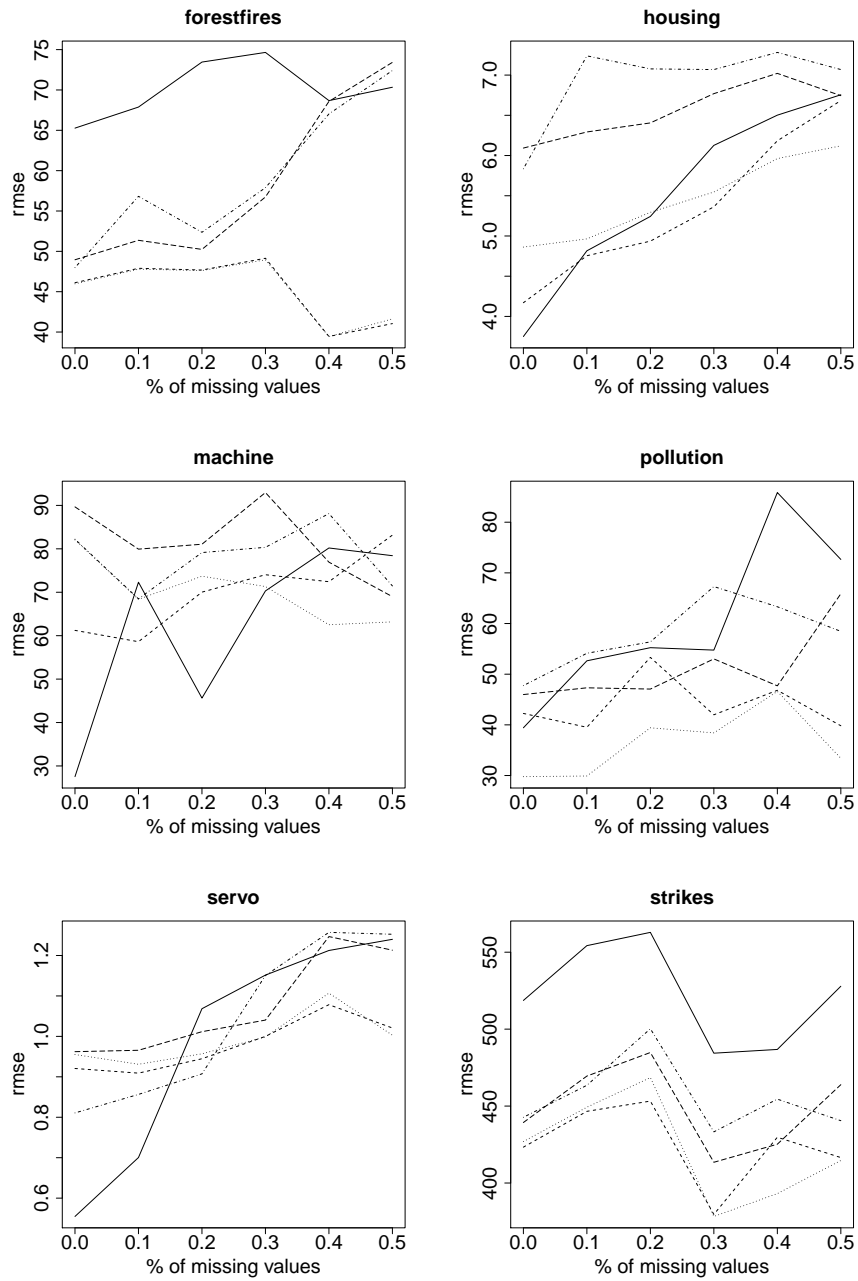 forestfires
rmse
75
70
65
60
55
50
45
40
0.0 0.1 0.2 0.3 0.4 0.5
% of missing values
housing
rmse
7.0
6.0
5.0
4.0
0.0 0.1 0.2 0.3 0.4 0.5
% of missing values
machine
rmse
90
80
70
60
50
40
30
0.0 0.1 0.2 0.3 0.4 0.5
% of missing values
pollution
rmse
80
70
60
50
40
30
0.0 0.1 0.2 0.3 0.4 0.5
% of missing values
servo
rmse
1.2
1.0
0.8
0.6
0.0 0.1 0.2 0.3 0.4 0.5
% of missing values
strikes
rmse
550
500
450
400
0.0 0.1 0.2 0.3 0.4 0.5
% of missing values